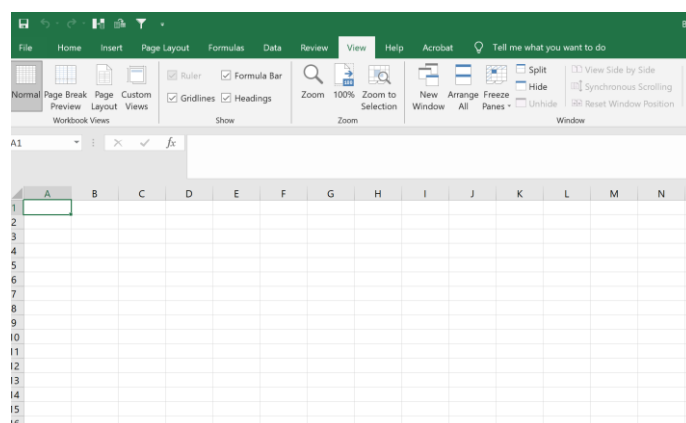 File Home Insert Page Layout Formulas Data Review View Help Acrobat Tell me what you want to do
Normal Page Break Preview Page Layout Custom Views
Workbook Views
Ruler Formula Bar
Gridlines Headings
Show
Zoom 100% Zoom to Selection
Zoom
New Window Arrange All Freeze Panes
Split
Hide
Unhide
View Side by Side
Synchronous Scrolling
Reset Window Position
Window
A1 fx
A B C D E F G H I J K L M N
1
2
3
4
5
6
7
8
9
10
11
12
13
14
15